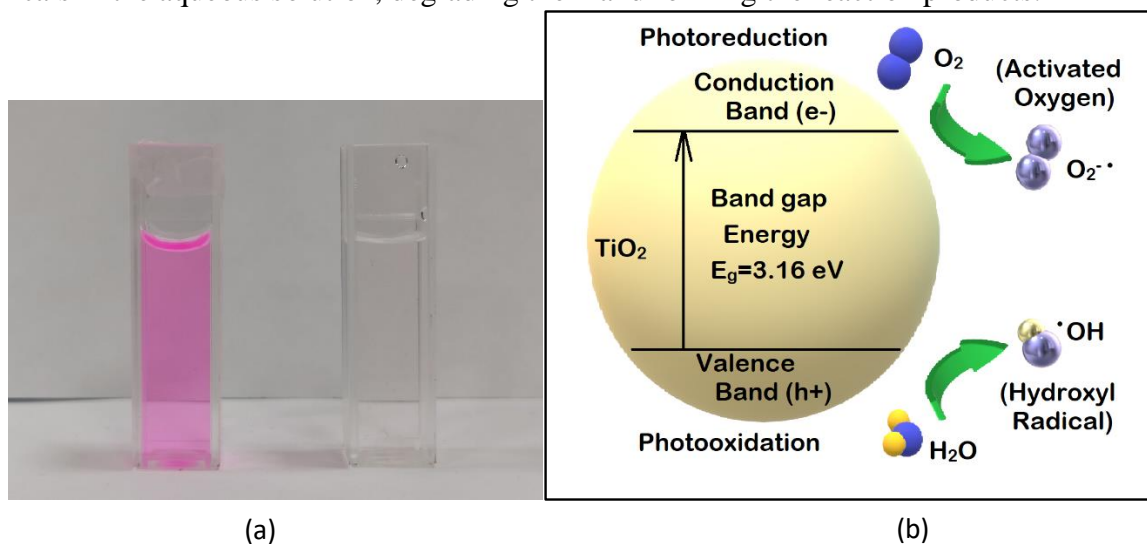 Photoreduction
O₂
Conduction
Band (e-)
(Activated
Oxygen)
O₂⁻•
Band gap
Energy
TiO₂
E₉=3.16 eV
•OH
Valence
Band (h+)
(Hydroxyl
Radical)
Photooxidation
H₂O
(a)
(b)